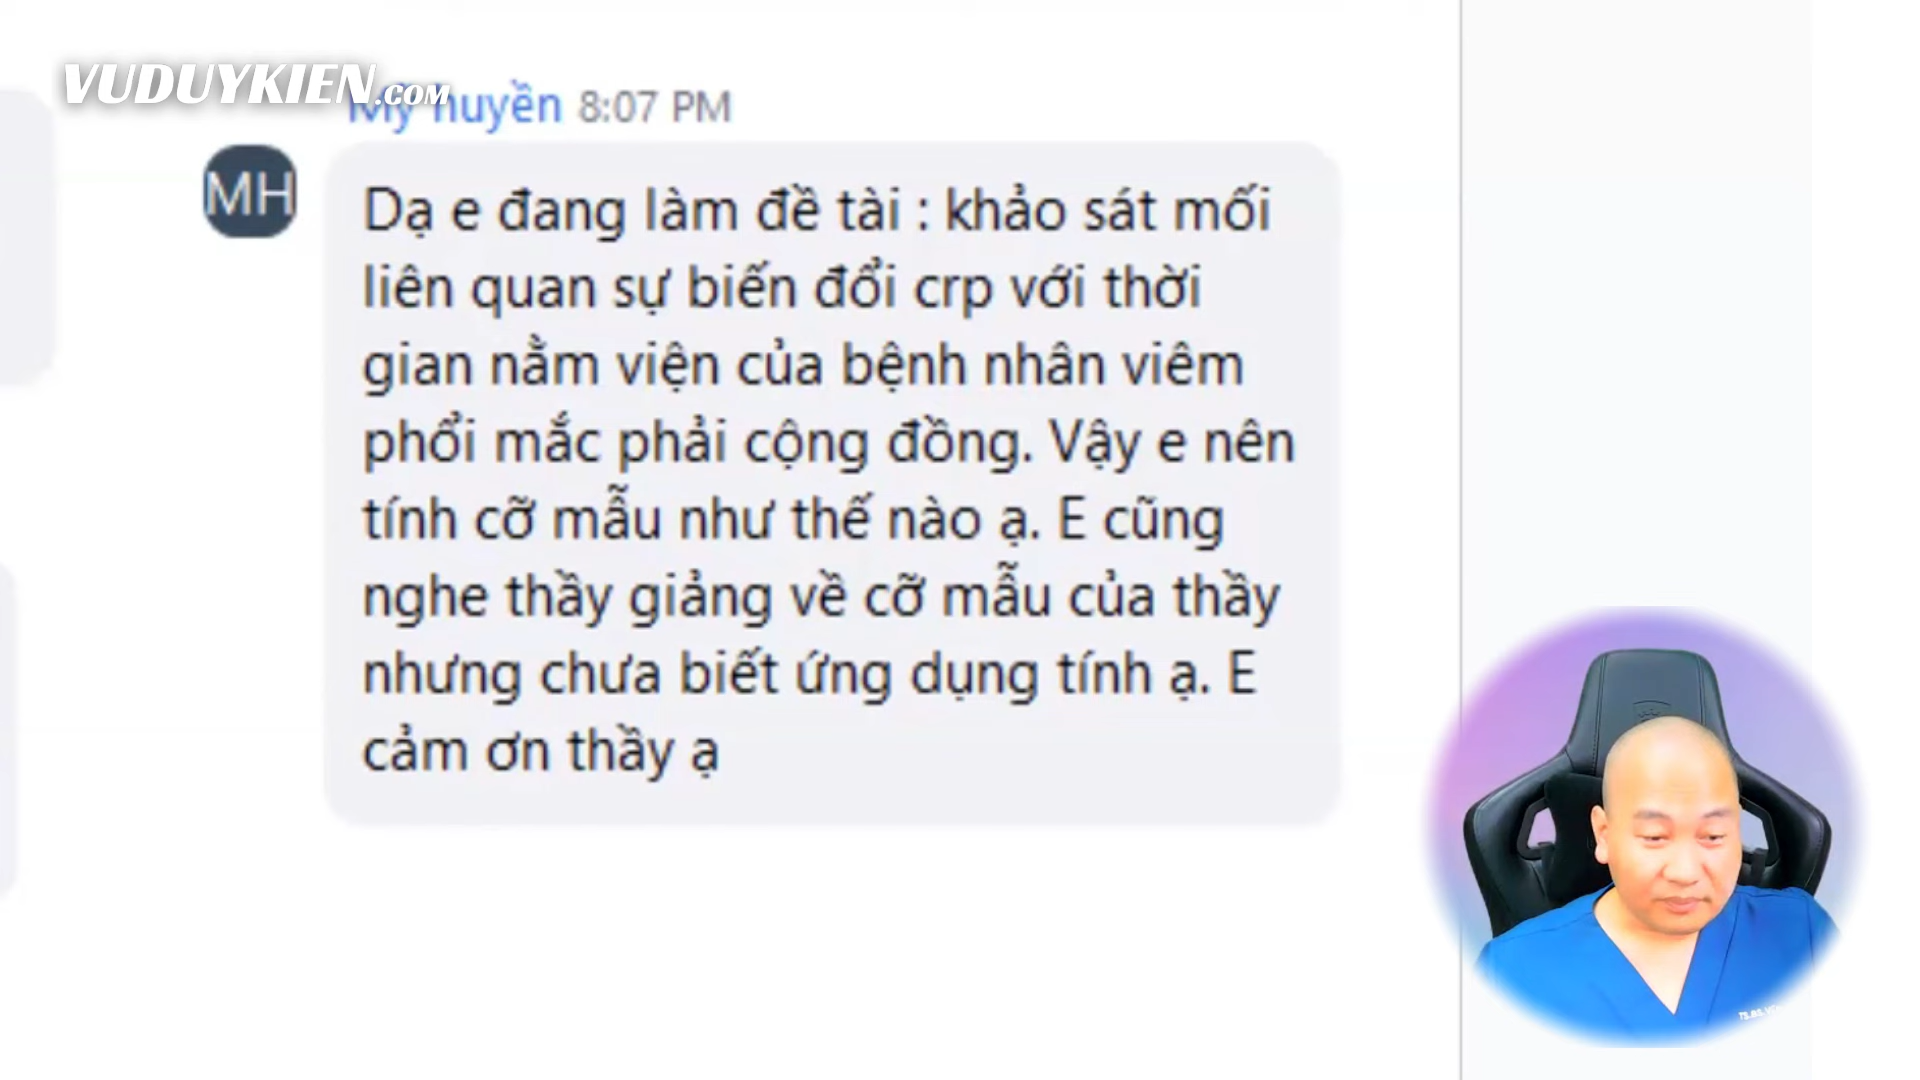 VUDUYKIEN.COM
Mỹ huyền 8:07 PM
MH
Dạ e đang làm đề tài : khảo sát mối
liên quan sự biến đổi crp với thời
gian nằm viện của bệnh nhân viêm
phổi mắc phải cộng đồng. Vậy e nên
tính cỡ mẫu như thế nào ạ. E cũng
nghe thầy giảng về cỡ mẫu của thầy
nhưng chưa biết ứng dụng tính ạ. E
cảm ơn thầy ạ
TS.BS.